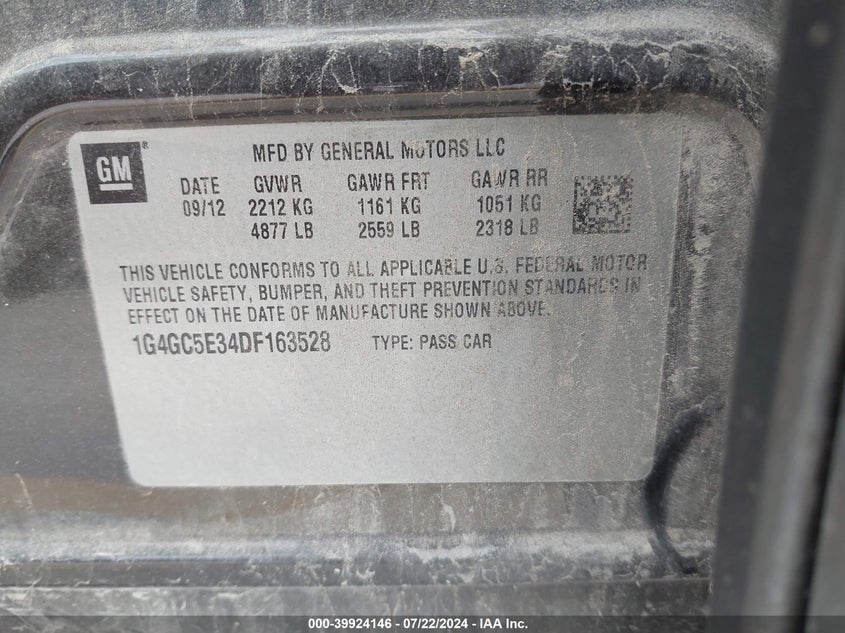 GM ® MFD BY GENERAL MOTORS LLC
DATE GVWR GAWR FRT GAWR RR
09/12 2212 KG 1161 KG 1051 KG
4877 LB 2559 LB 2318 LB
THIS VEHICLE CONFORMS TO ALL APPLICABLE U.S. FEDERAL MOTOR
VEHICLE SAFETY, BUMPER, AND THEFT PREVENTION STANDARDS IN
EFFECT ON THE DATE OF MANUFACTURE SHOWN ABOVE.
1G4GC5E34DF163528 TYPE: PASS CAR
000-39924146 - 07/22/2024 - IAA Inc.